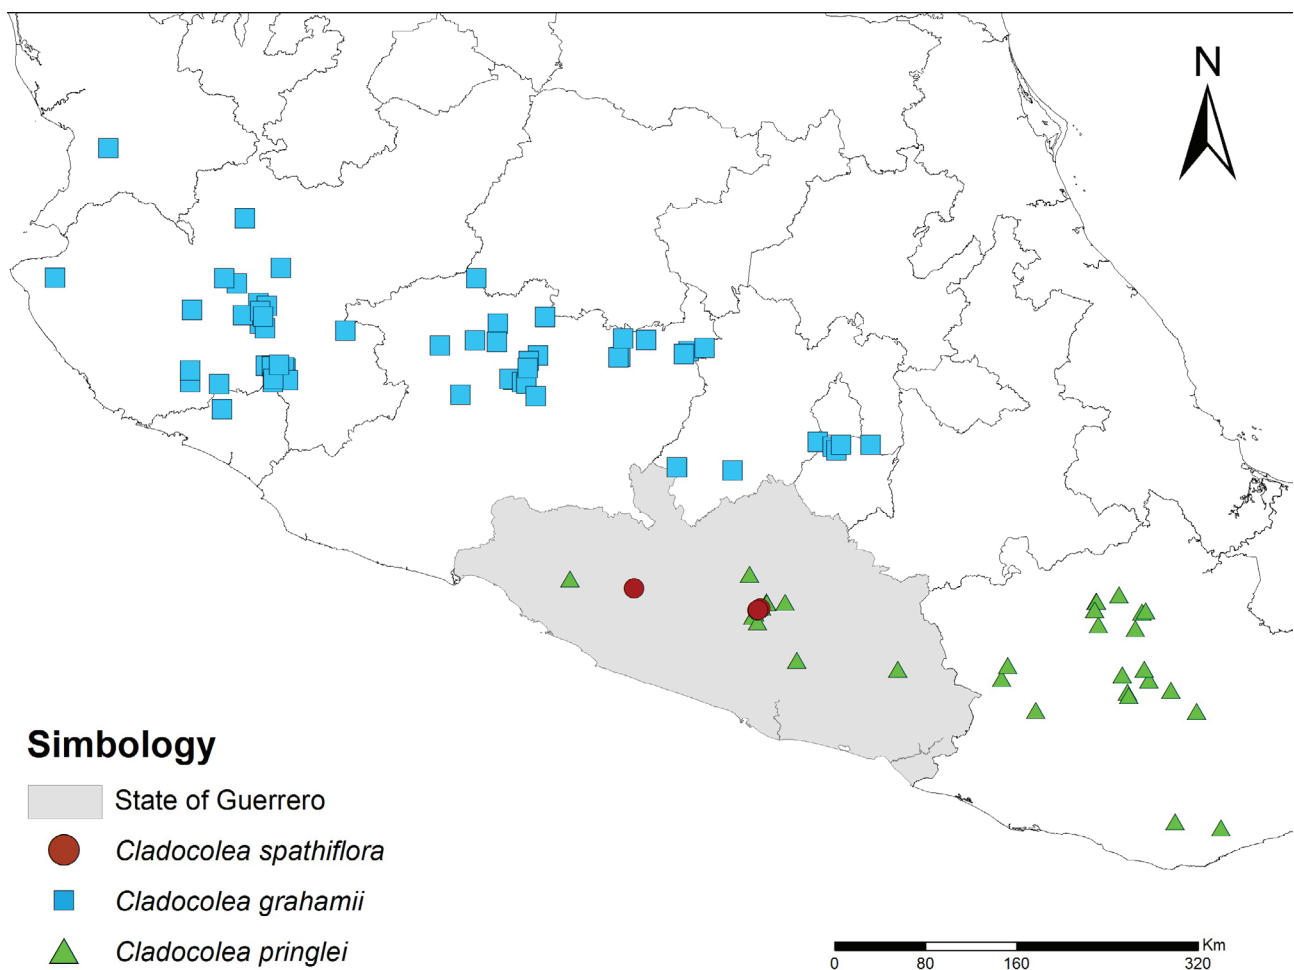 N
Simbology
State of Guerrero
Cladocolea spathiflora
Cladocolea grahamii
Cladocolea pringlei
Km
0 80 160 320